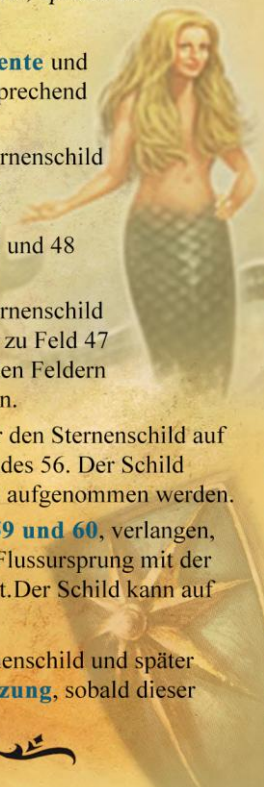 ente und
prechend
rnenschild
und 48
rnenschild
zu Feld 47
en Feldern
n.
r den Sternenschild auf
des 56. Der Schild
aufgenommen werden.
59 und 60, verlangen,
Flussursprung mit der
t.Der Schild kann auf
enschild und später
zung, sobald dieser